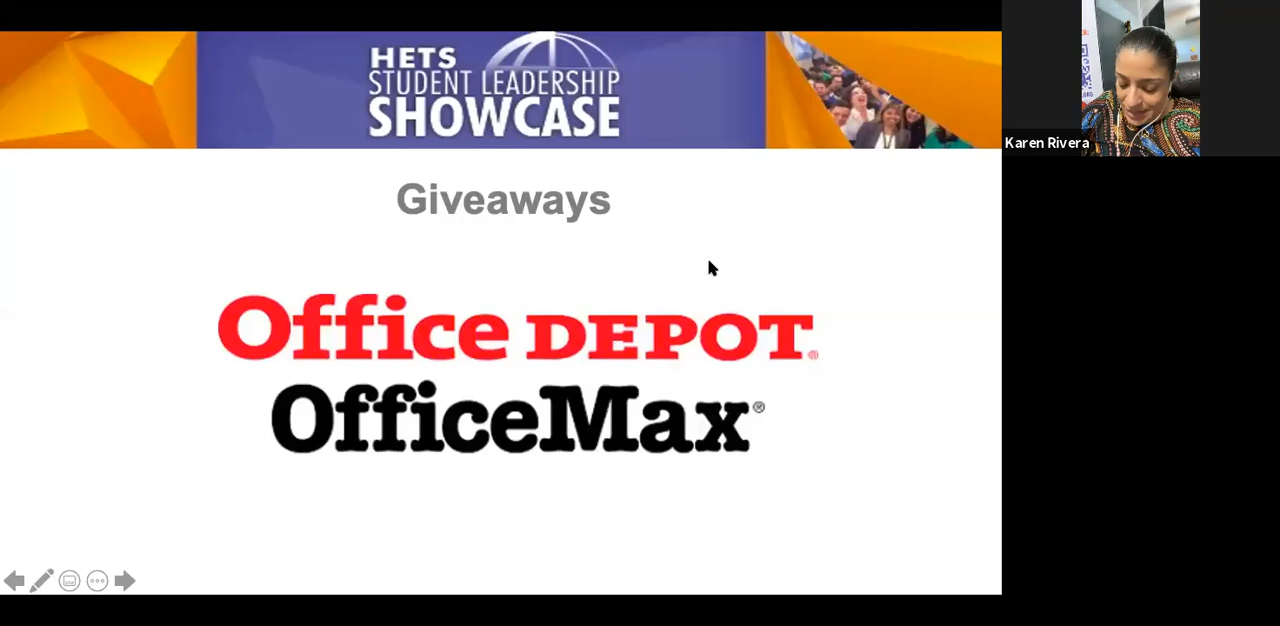 HETS
STUDENT LEADERSHIP
SHOWCASE
Karen Rivera
Giveaways
Office DEPOT®
OfficeMax®